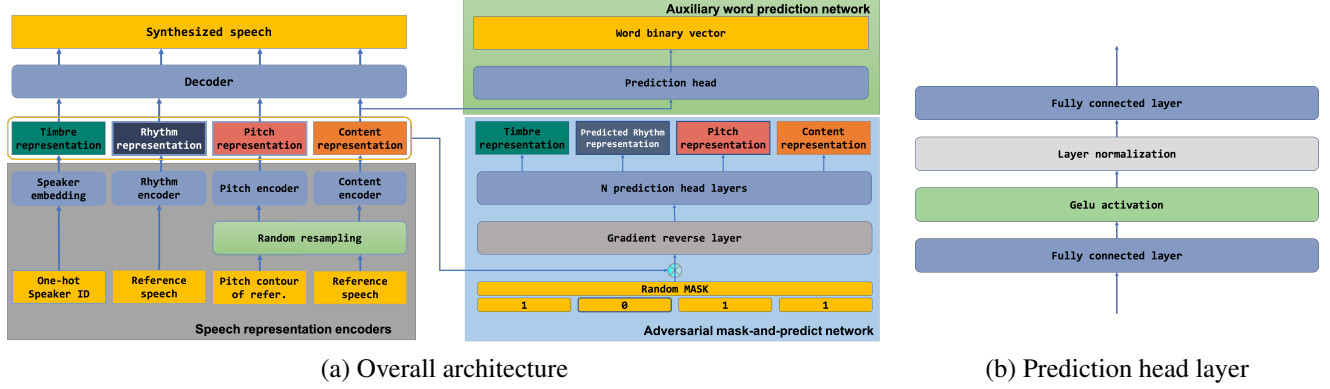 Auxiliary word prediction network
Synthesized speech
Word binary vector
Decoder
Prediction head
Fully connected layer
Timbre
representation
Rhythm
representation
Pitch
representation
Content
representation
Timbre
representation
Predicted Rhythm
representation
Pitch
representation
Content
representation
Layer normalization
Speaker
embedding
Rhythm
encoder
Pitch encoder
Content
encoder
N prediction head layers
Gelu activation
Random resampling
Gradient reverse layer
Fully connected layer
One-hot
Speaker ID
Reference
speech
Pitch contour
of refer.
Reference
speech
Random MASK
1
0
1
1
Speech representation encoders
Adversarial mask-and-predict network
(a) Overall architecture
(b) Prediction head layer